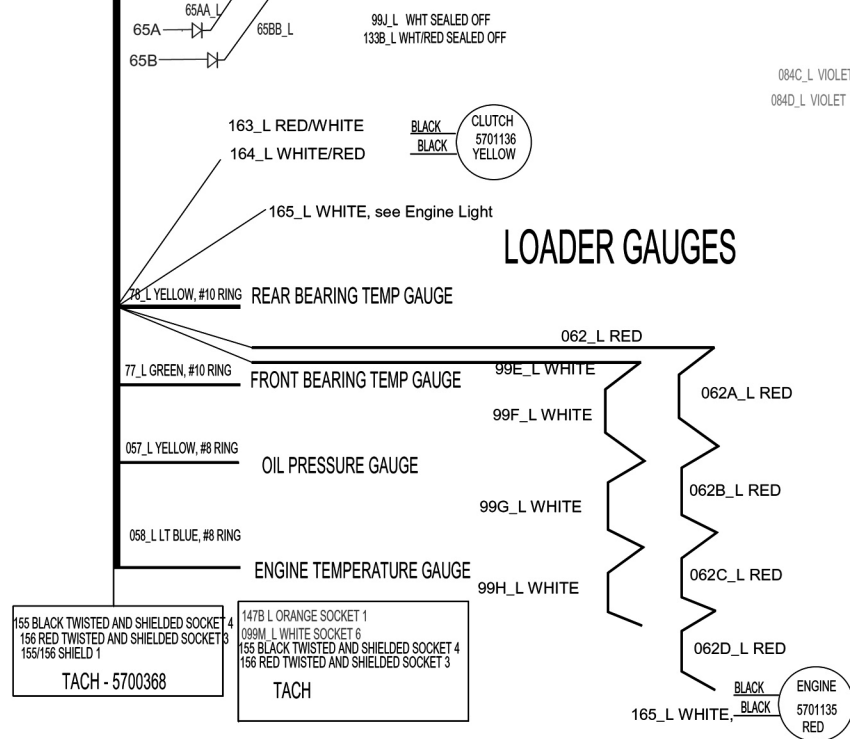 65AA_L
65A
65BB_L
65B
99J_L WHT SEALED OFF
133B_L WHT/RED SEALED OFF
084C_L VIOLET
084D_L VIOLET
163_L RED/WHITE
164_L WHITE/RED
BLACK
BLACK
CLUTCH
5701136
YELLOW
165_L WHITE, see Engine Light
LOADER GAUGES
78_L YELLOW, #10 RING
REAR BEARING TEMP GAUGE
062_L RED
77_L GREEN, #10 RING
FRONT BEARING TEMP GAUGE
99E_L WHITE
062A_L RED
99F_L WHITE
057_L YELLOW, #8 RING
OIL PRESSURE GAUGE
062B_L RED
99G_L WHITE
058_L LT BLUE, #8 RING
ENGINE TEMPERATURE GAUGE
062C_L RED
99H_L WHITE
155 BLACK TWISTED AND SHIELDED SOCKET 4
156 RED TWISTED AND SHIELDED SOCKET 3
155/156 SHIELD 1
TACH - 5700368
147B L ORANGE SOCKET 1
099M_L WHITE SOCKET 6
155 BLACK TWISTED AND SHIELDED SOCKET 4
156 RED TWISTED AND SHIELDED SOCKET 3
TACH
062D_L RED
165_L WHITE,
BLACK
BLACK
ENGINE
5701135
RED